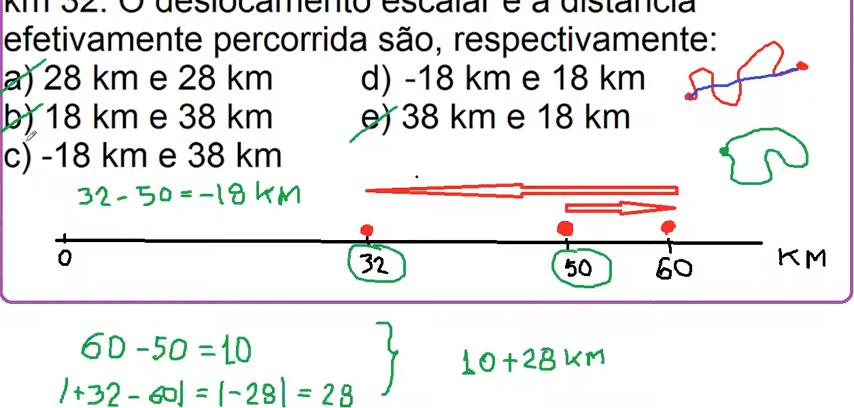 km 32. O deslocamento escalar e a distância
efetivamente percorrida são, respectivamente:
a) 28 km e 28 km
d) -18 km e 18 km
b) 18 km e 38 km
e) 38 km e 18 km
c) -18 km e 38 km
32 - 50 = -18 KM
0
32
50
60
KM
60 - 50 = 10
|+32 - 60| = |-28| = 28
10 + 28 KM